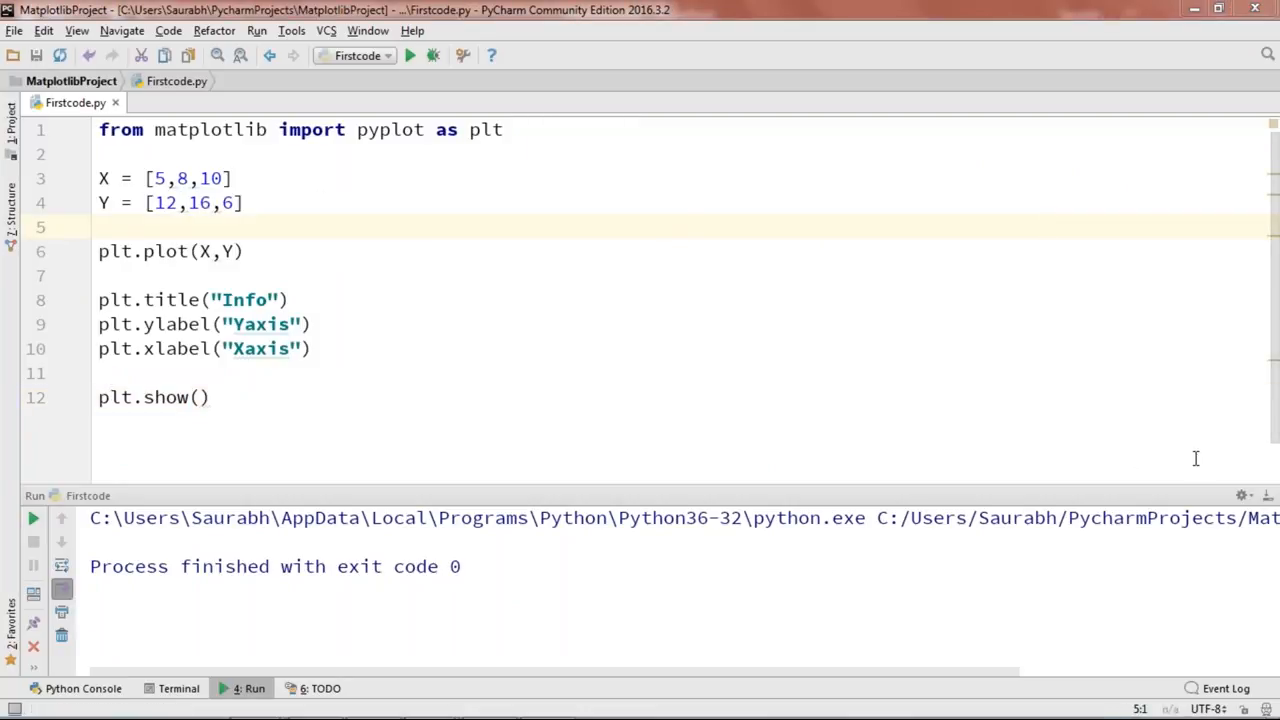 MatplotlibProject - [C:\Users\Saurabh\PycharmProjects\MatplotlibProject] - ...\Firstcode.py - PyCharm Community Edition 2016.3.2
File Edit View Navigate Code Refactor Run Tools VCS Window Help
Firstcode
MatplotlibProject Firstcode.py
Firstcode.py
1: Project
Z: Structure
2: Favorites
1 from matplotlib import pyplot as plt
2
3 X = [5,8,10]
4 Y = [12,16,6]
5
6 plt.plot(X,Y)
7
8 plt.title("Info")
9 plt.ylabel("Yaxis")
10 plt.xlabel("Xaxis")
11
12 plt.show()
Run Firstcode
C:\Users\Saurabh\AppData\Local\Programs\Python\Python36-32\python.exe C:/Users/Saurabh/PycharmProjects/Mat
Process finished with exit code 0
Python Console Terminal 4: Run 6: TODO Event Log
5:1 n/a UTF-8